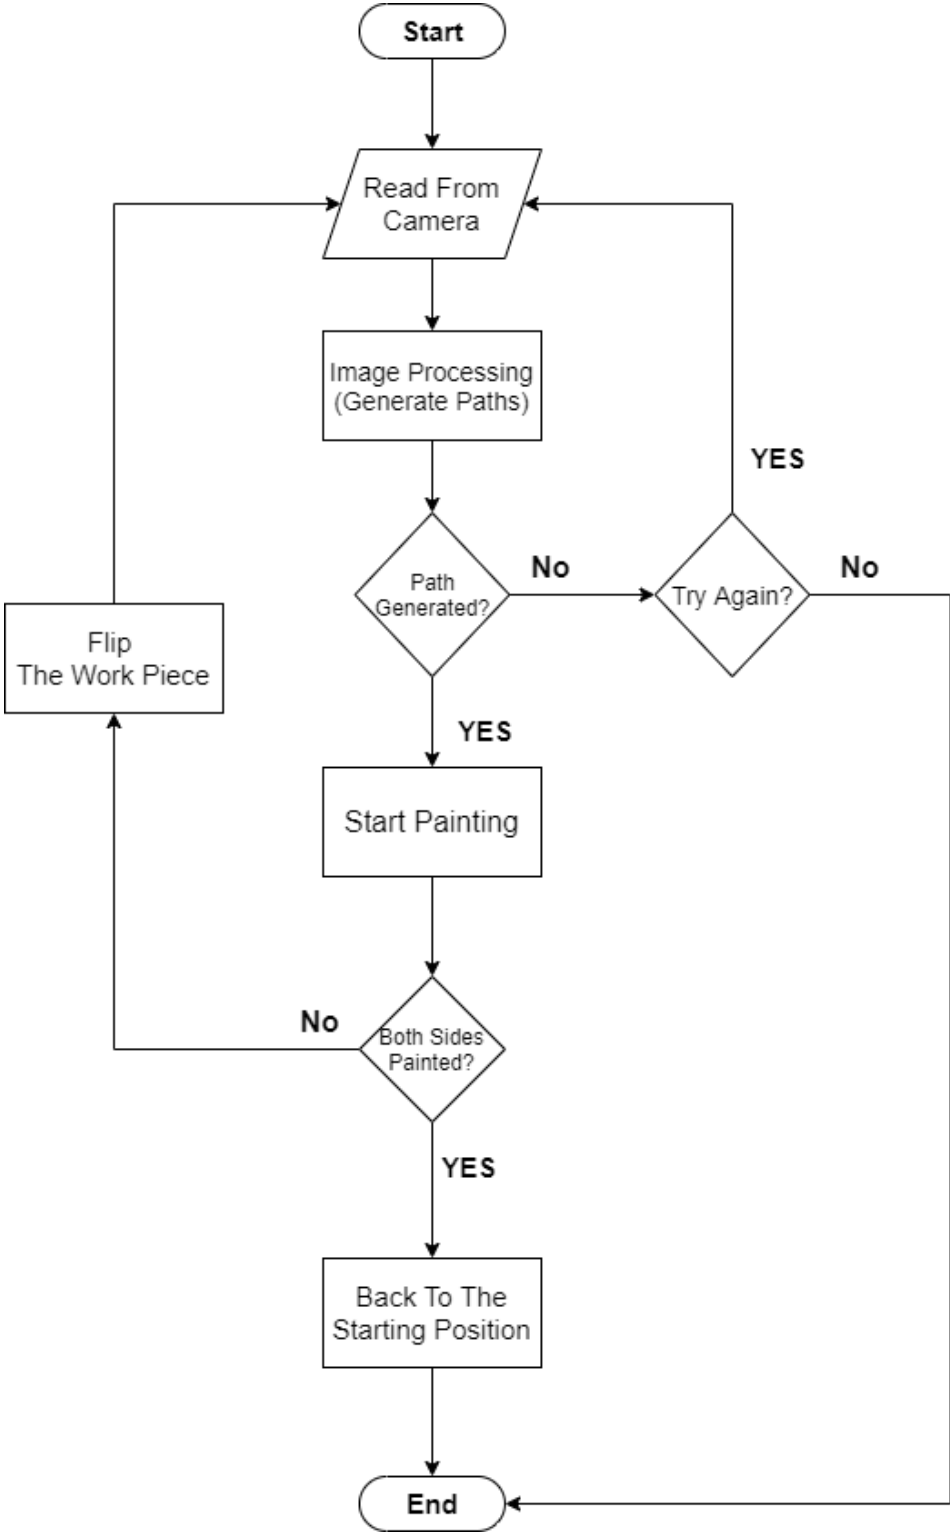 Start
Read From
Camera
Image Processing
(Generate Paths)
YES
Path
Generated?
No
Try Again?
No
Flip
The Work Piece
YES
Start Painting
No
Both Sides
Painted?
YES
Back To The
Starting Position
End